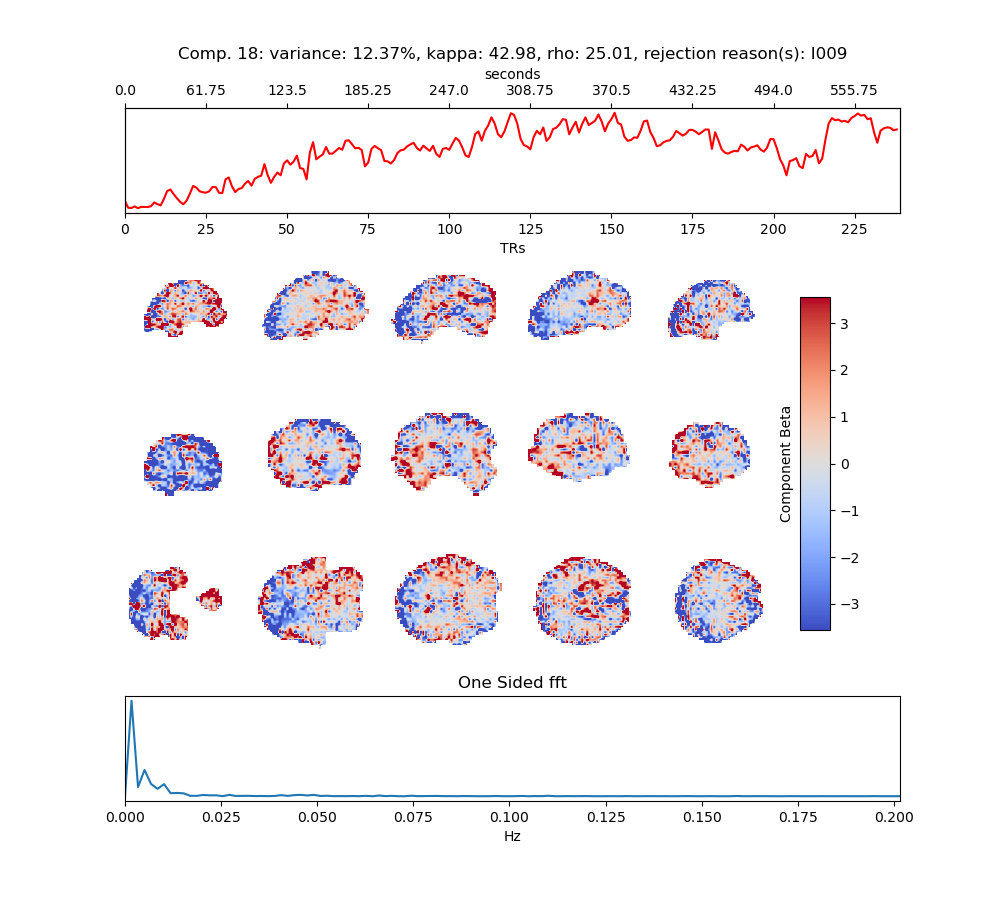 Comp. 18: variance: 12.37%, kappa: 42.98, rho: 25.01, rejection reason(s): I009
seconds
0.0 61.75 123.5 185.25 247.0 308.75 370.5 432.25 494.0 555.75
0 25 50 75 100 125 150 175 200 225
TRs
3
2
1
0
−1
−2
−3
Component Beta
One Sided fft
0.000 0.025 0.050 0.075 0.100 0.125 0.150 0.175 0.200
Hz